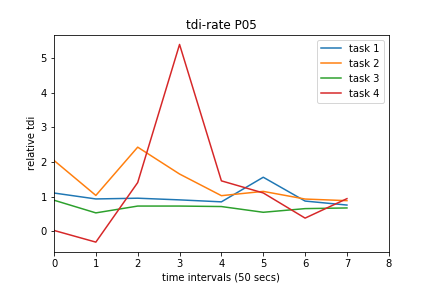 tdi-rate P05
task 1
task 2
task 3
task 4
relative tdi
5
4
3
2
1
0
0 1 2 3 4 5 6 7 8
time intervals (50 secs)